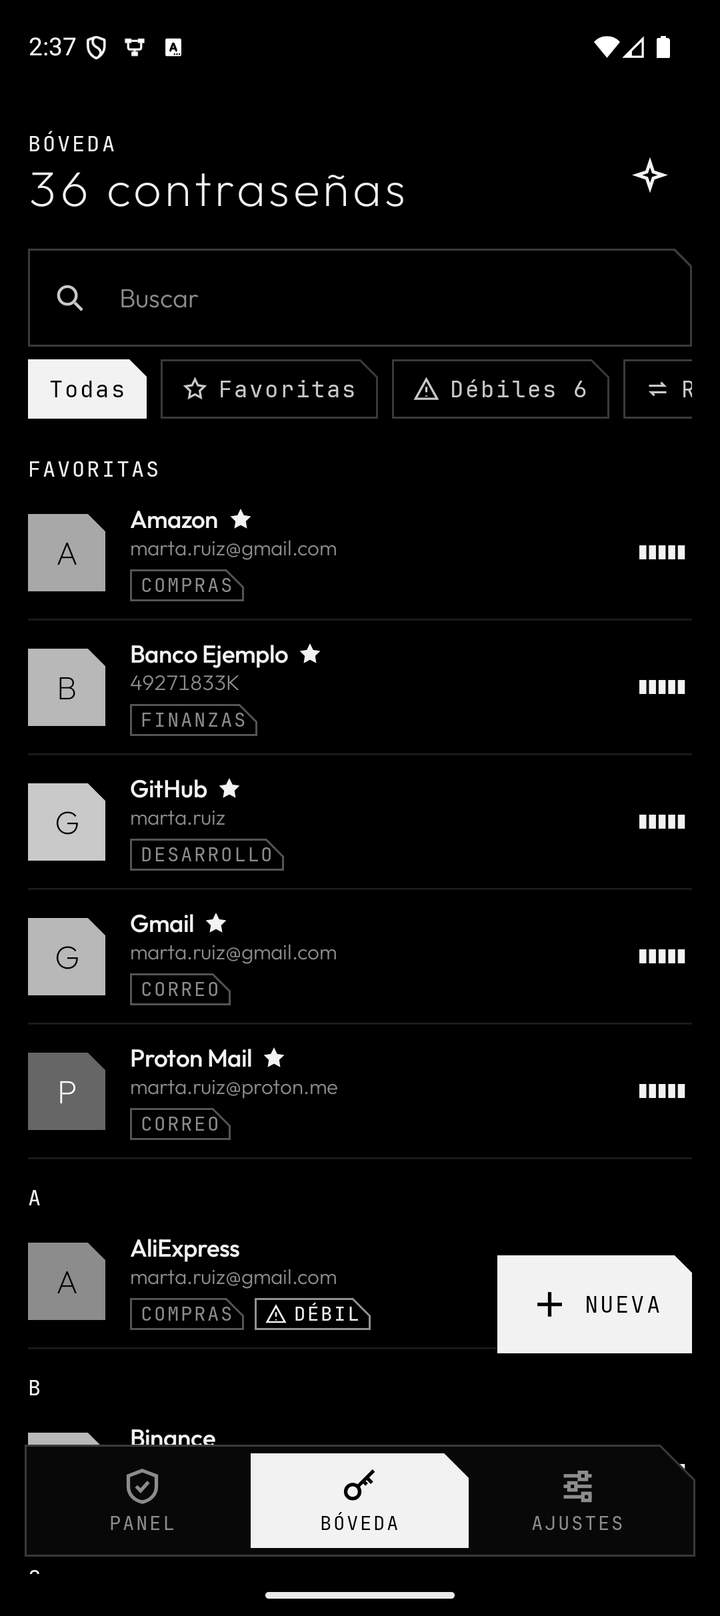 2:37
BÓVEDA
36 contraseñas
Buscar
Todas
Favoritas
Débiles 6
R
FAVORITAS
A
Amazon
marta.ruiz@gmail.com
COMPRAS
B
Banco Ejemplo
49271833K
FINANZAS
G
GitHub
marta.ruiz
DESARROLLO
G
Gmail
marta.ruiz@gmail.com
CORREO
P
Proton Mail
marta.ruiz@proton.me
CORREO
A
A
AliExpress
marta.ruiz@gmail.com
COMPRAS
DÉBIL
NUEVA
B
Binance
PANEL
BÓVEDA
AJUSTES